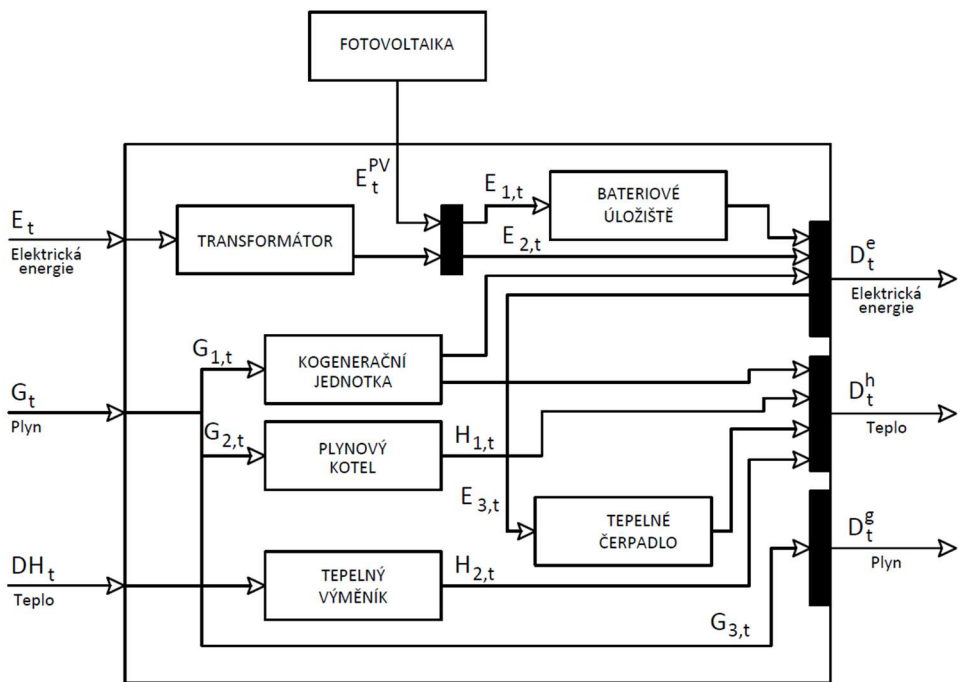 FOTOVOLTAIKA
E_t^PV
E_1,t
BATERIOVÉ
ÚLOŽIŠTĚ
E_t
Elektrická
energie
TRANSFORMÁTOR
E_2,t
D_t^e
Elektrická
energie
G_1,t
KOGENERAČNÍ
JEDNOTKA
G_t
Plyn
D_t^h
Teplo
G_2,t
PLYNOVÝ
KOTEL
H_1,t
E_3,t
TEPELNÉ
ČERPADLO
D_t^g
Plyn
DH_t
Teplo
TEPELNÝ
VÝMĚNÍK
H_2,t
G_3,t